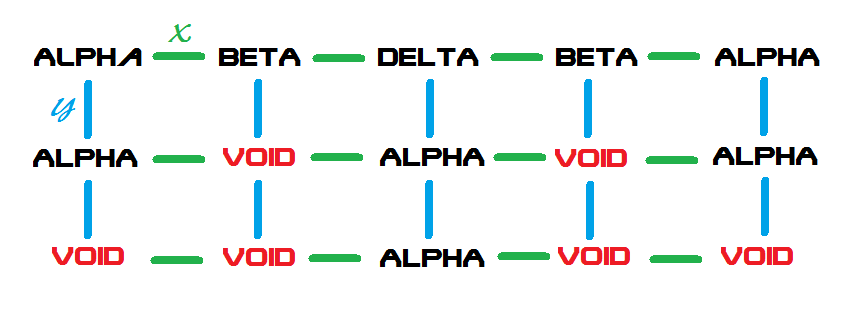 x
ALPHA BETA DELTA BETA ALPHA
y
ALPHA VOID ALPHA VOID ALPHA
VOID VOID ALPHA VOID VOID